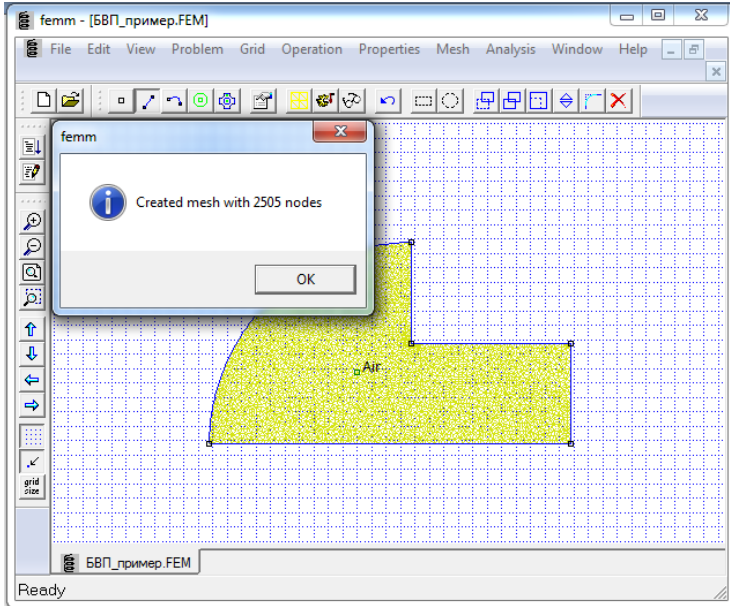 femm - [БВП_пример.FEM]
File Edit View Problem Grid Operation Properties Mesh Analysis Window Help
femm
Created mesh with 2505 nodes
OK
Air
grid
size
БВП_пример.FEM
Ready